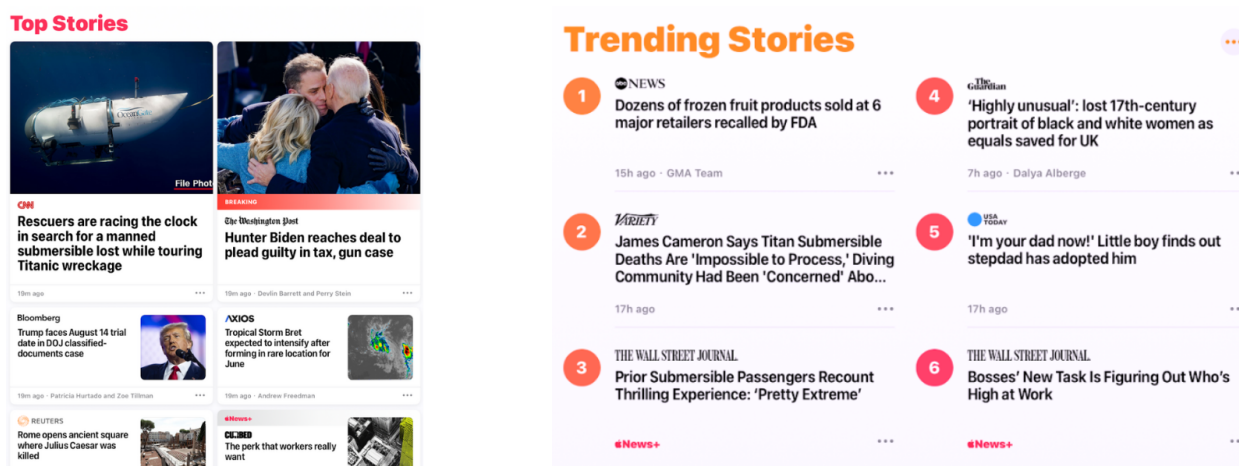 Top Stories
OceanGate
File Phot
CNN
Rescuers are racing the clock
in search for a manned
submersible lost while touring
Titanic wreckage
19m ago
BREAKING
The Washington Post
Hunter Biden reaches deal to
plead guilty in tax, gun case
19m ago · Devlin Barrett and Perry Stein
Bloomberg
Trump faces August 14 trial
date in DOJ classified-
documents case
19m ago · Patricia Hurtado and Zoe Tillman
AXIOS
Tropical Storm Bret
expected to intensify after
forming in rare location for
June
19m ago · Andrew Freedman
REUTERS
Rome opens ancient square
where Julius Caesar was
killed
News+
CURBED
The perk that workers really
want
Trending Stories
1
abc NEWS
Dozens of frozen fruit products sold at 6
major retailers recalled by FDA
15h ago · GMA Team
2
VARIETY
James Cameron Says Titan Submersible
Deaths Are 'Impossible to Process,' Diving
Community Had Been 'Concerned' Abo...
17h ago
3
THE WALL STREET JOURNAL.
Prior Submersible Passengers Recount
Thrilling Experience: ‘Pretty Extreme’
News+
4
The
Guardian
‘Highly unusual’: lost 17th-century
portrait of black and white women as
equals saved for UK
7h ago · Dalya Alberge
5
USA
TODAY
'I'm your dad now!' Little boy finds out
stepdad has adopted him
17h ago
6
THE WALL STREET JOURNAL.
Bosses’ New Task Is Figuring Out Who’s
High at Work
News+